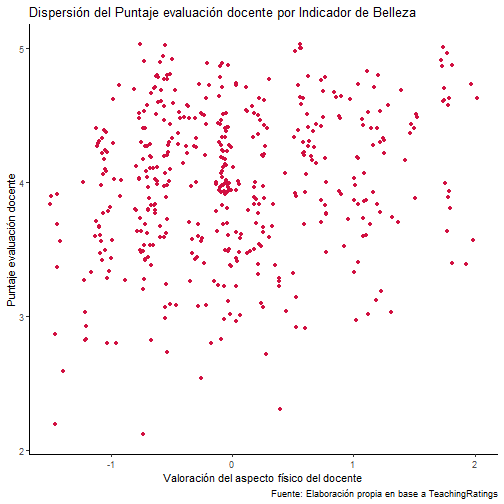 Dispersión del Puntaje evaluación docente por Indicador de Belleza
Puntaje evaluación docente
5
4
3
2
-1
0
1
2
Valoración del aspecto físico del docente
Fuente: Elaboración propia en base a TeachingRatings